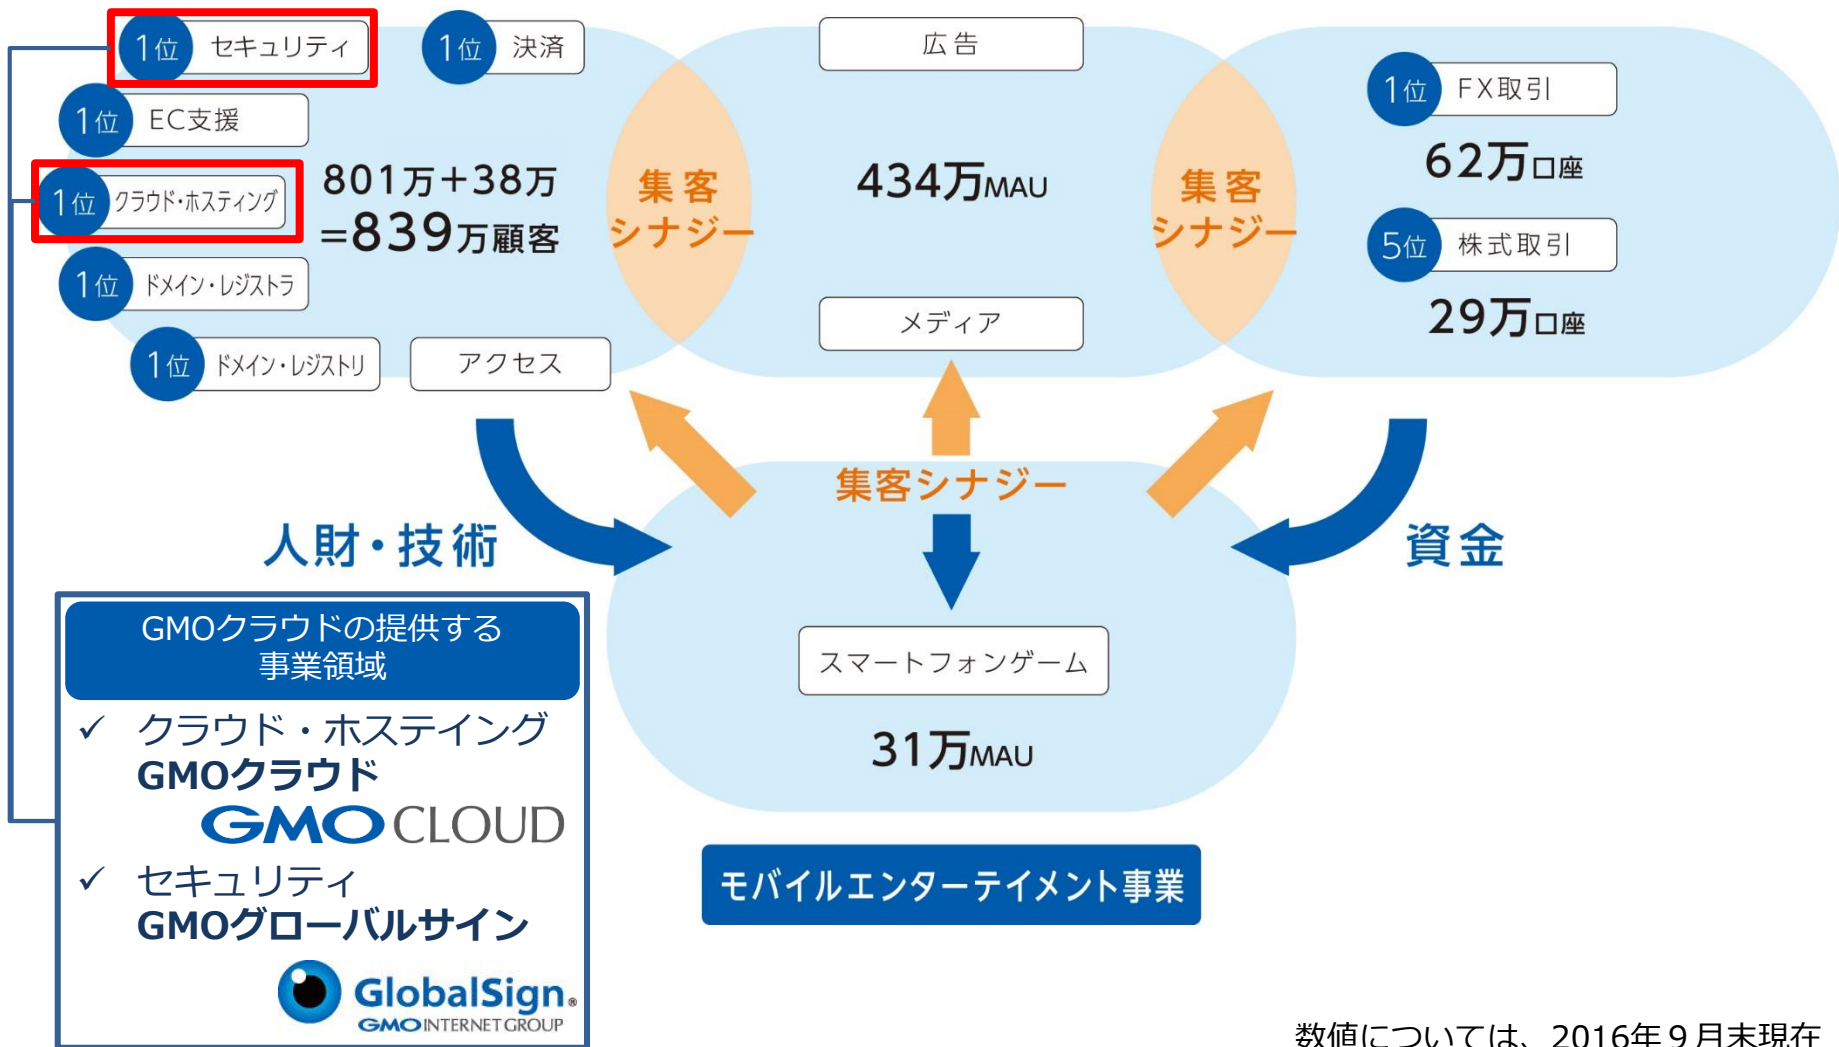 1位 セキュリティ
1位 決済
1位 EC支援
1位 クラウド・ホスティング
801万+38万
=839万顧客
1位 ドメイン・レジストラ
1位 ドメイン・レジストリ
アクセス
集客
シナジー
広告
434万MAU
メディア
集客
シナジー
1位 FX取引
62万口座
5位 株式取引
29万口座
集客シナジー
人財・技術
資金
スマートフォンゲーム
31万MAU
モバイルエンターテイメント事業
GMOクラウドの提供する
事業領域
✓ クラウド・ホステイング
GMOクラウド
GMO CLOUD
✓ セキュリティ
GMOグローバルサイン
GlobalSign®
GMO INTERNET GROUP
数値については、2016年9月末現在